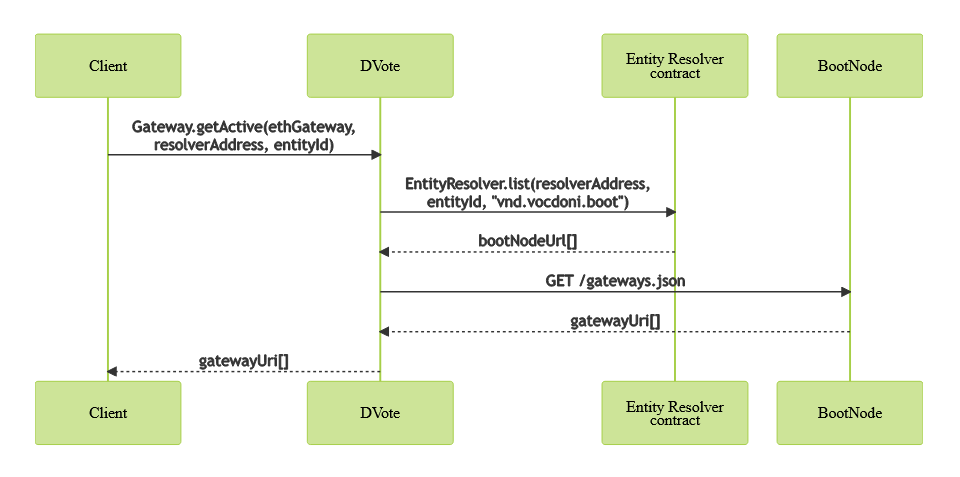 Client
DVote
Entity Resolver
contract
BootNode
Gateway.getActive(ethGateway,
resolverAddress, entityId)
EntityResolver.list(resolverAddress,
entityId, "vnd.vocdoni.boot")
bootNodeUrl[]
GET /gateways.json
gatewayUri[]
gatewayUri[]
Client
DVote
Entity Resolver
contract
BootNode